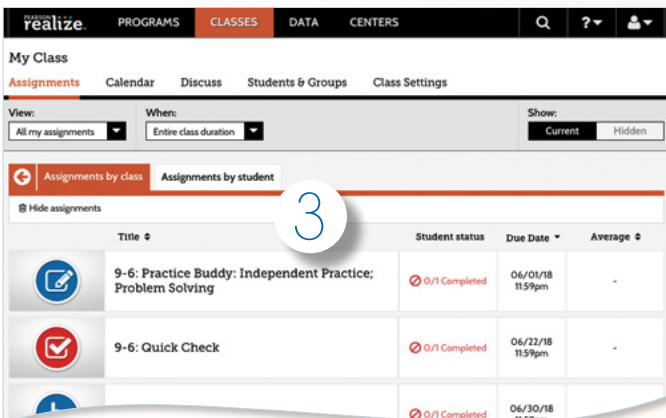 PEARSON
realize. PROGRAMS CLASSES DATA CENTERS ?
My Class
Assignments Calendar Discuss Students & Groups Class Settings
View: When: Show:
All my assignments Entire class duration Current Hidden
Assignments by class Assignments by student
Hide assignments
3
Title Student status Due Date Average
9-6: Practice Buddy: Independent Practice;
Problem Solving
0/1 Completed
06/01/18
11:59pm
-
9-6: Quick Check
0/1 Completed
06/22/18
11:59pm
-
0/1 Completed
06/30/18